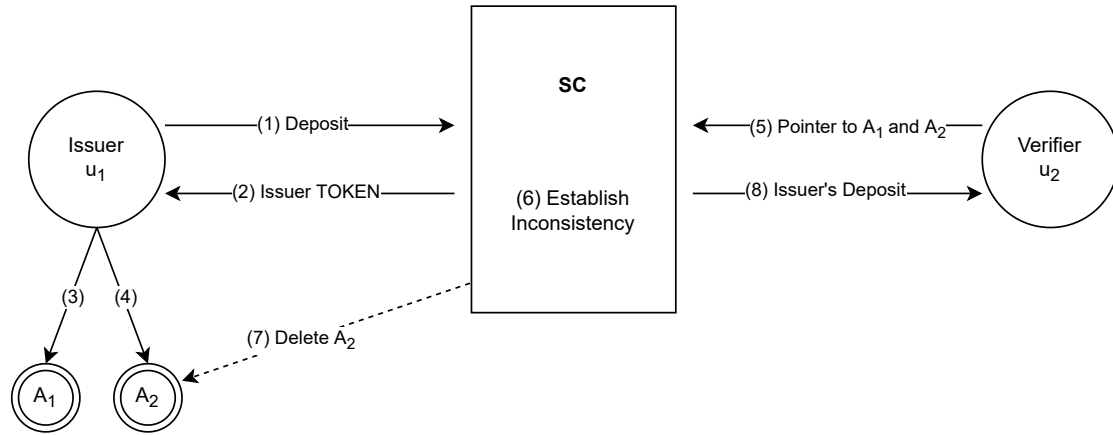 SC
Issuer
u₁
(1) Deposit
(2) Issuer TOKEN
(3)
(4)
A₁
A₂
(5) Pointer to A₁ and A₂
(6) Establish
Inconsistency
(7) Delete A₂
(8) Issuer's Deposit
Verifier
u₂